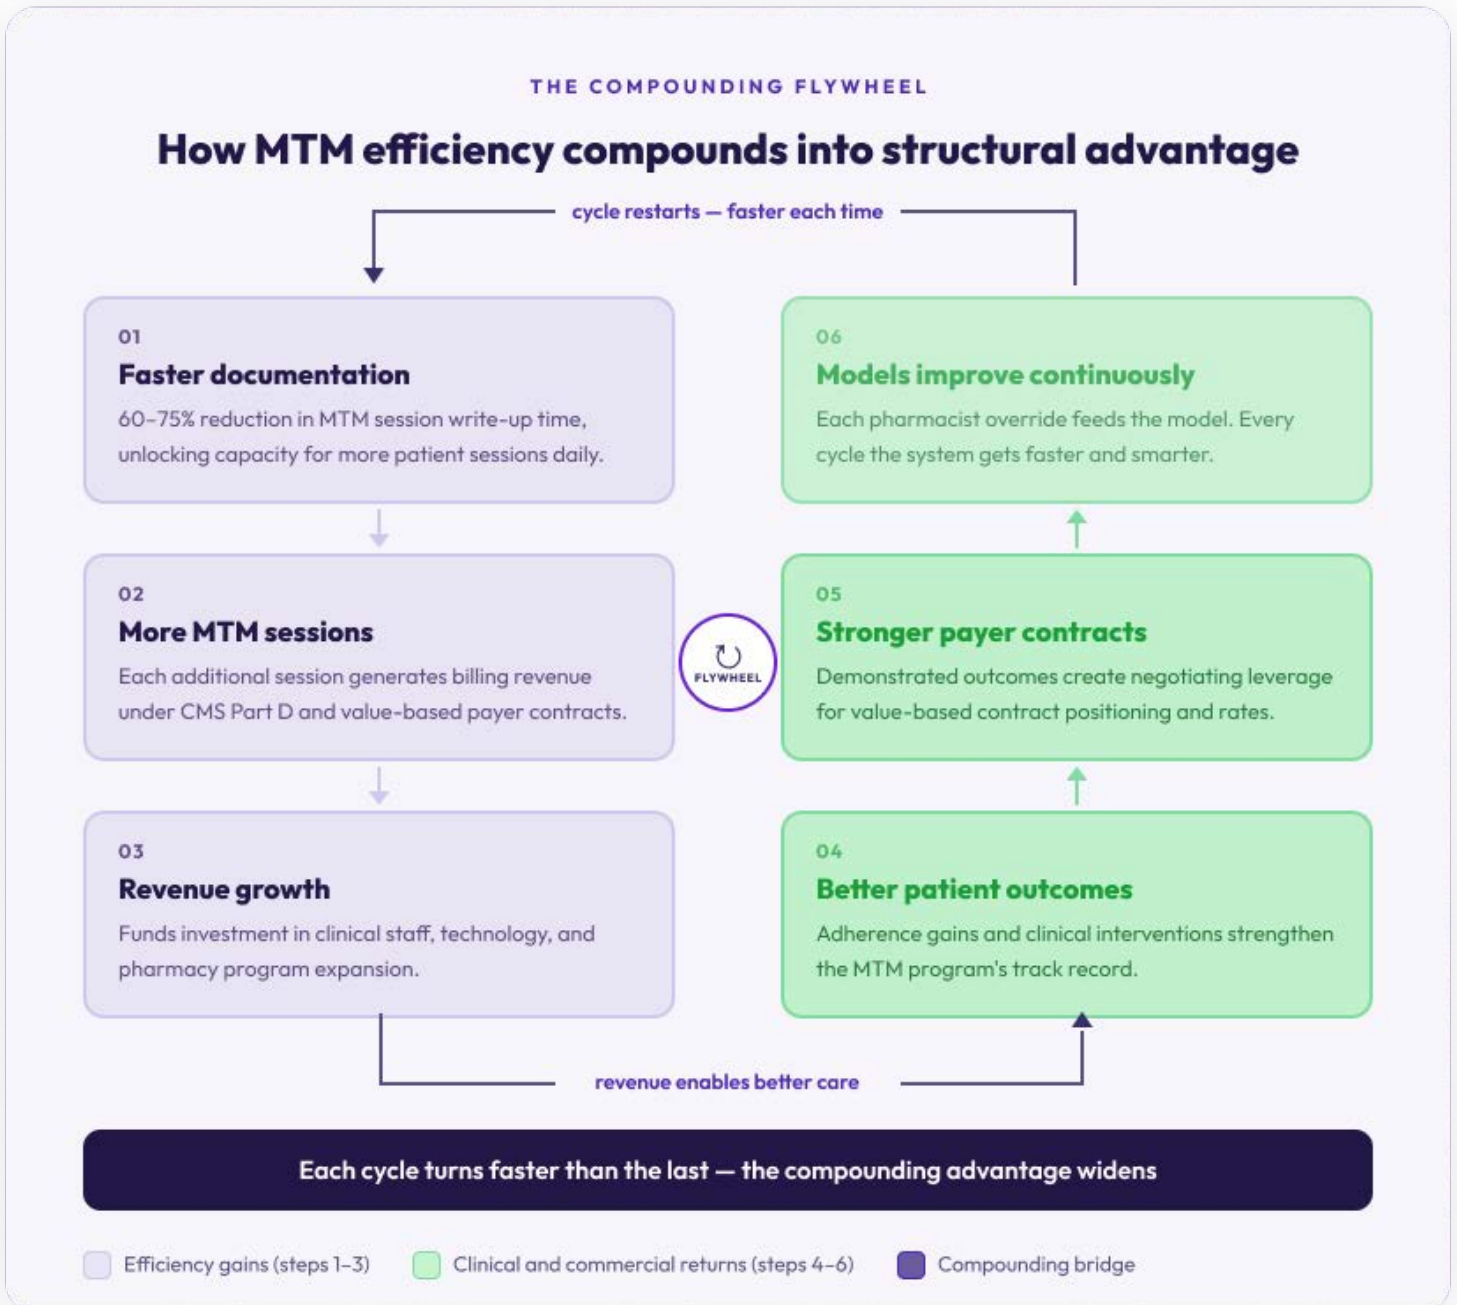 THE COMPOUNDING FLYWHEEL
How MTM efficiency compounds into structural advantage
cycle restarts — faster each time
01
Faster documentation
60–75% reduction in MTM session write-up time,
unlocking capacity for more patient sessions daily.
02
More MTM sessions
Each additional session generates billing revenue
under CMS Part D and value-based payer contracts.
03
Revenue growth
Funds investment in clinical staff, technology, and
pharmacy program expansion.
FLYWHEEL
06
Models improve continuously
Each pharmacist override feeds the model. Every
cycle the system gets faster and smarter.
05
Stronger payer contracts
Demonstrated outcomes create negotiating leverage
for value-based contract positioning and rates.
04
Better patient outcomes
Adherence gains and clinical interventions strengthen
the MTM program's track record.
revenue enables better care
Each cycle turns faster than the last — the compounding advantage widens
Efficiency gains (steps 1–3)
Clinical and commercial returns (steps 4–6)
Compounding bridge